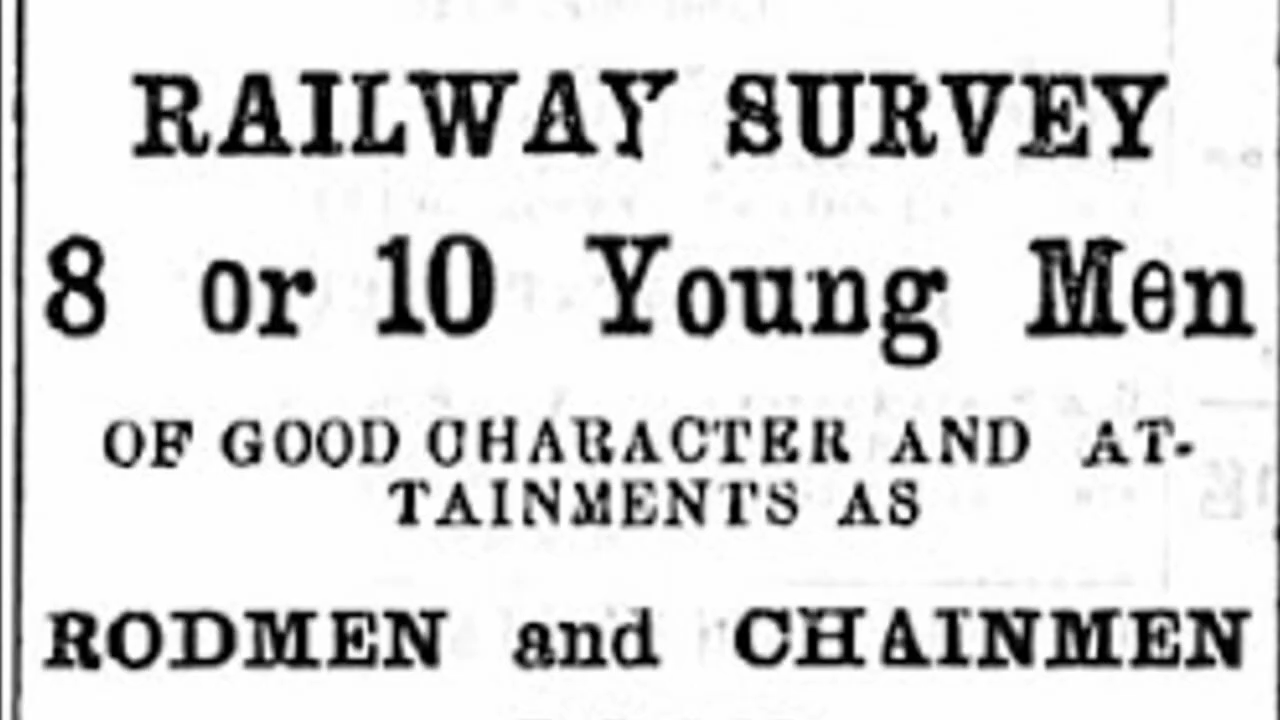 RAILWAY SURVEY
8 or 10 Young Men
OF GOOD CHARACTER AND AT-
TAINMENTS AS
RODMEN and CHAINMEN